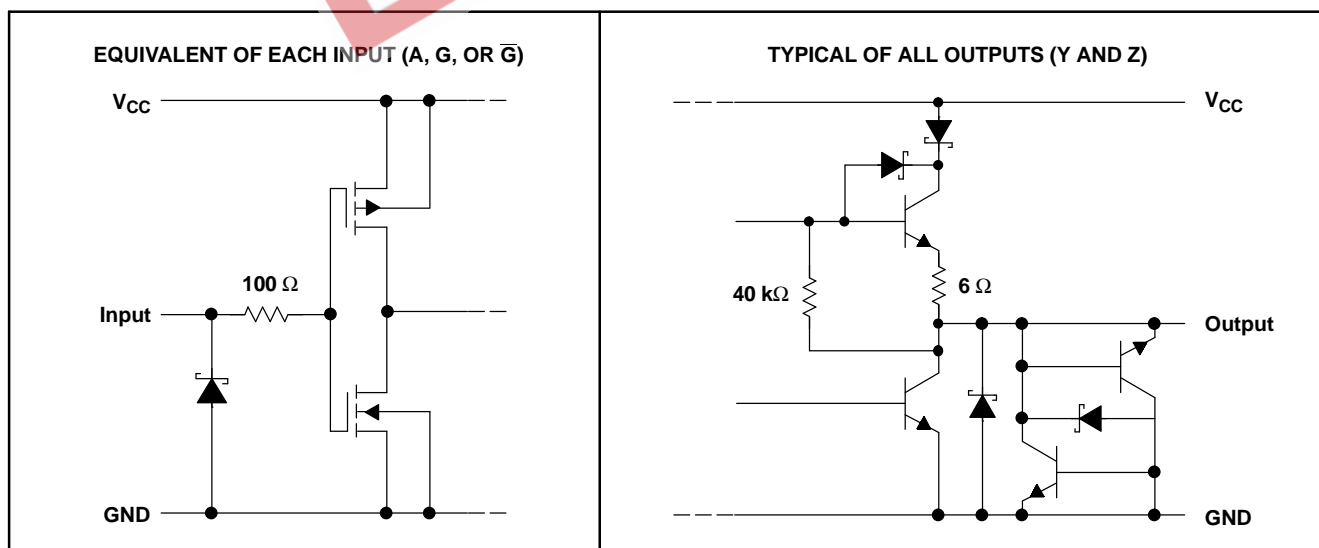 EQUIVALENT OF EACH INPUT (A, G, OR G̅)
VCC
100 Ω
Input
GND
TYPICAL OF ALL OUTPUTS (Y AND Z)
VCC
40 kΩ
6 Ω
Output
GND